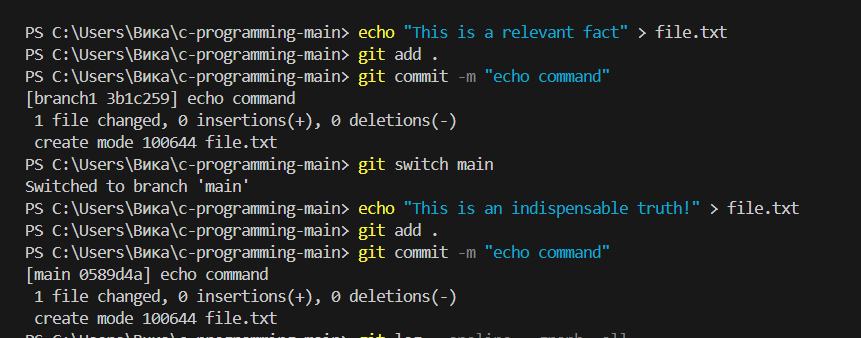 PS C:\Users\Вика\c-programming-main> echo "This is a relevant fact" > file.txt
PS C:\Users\Вика\c-programming-main> git add .
PS C:\Users\Вика\c-programming-main> git commit -m "echo command"
[branch1 3b1c259] echo command
 1 file changed, 0 insertions(+), 0 deletions(-)
 create mode 100644 file.txt
PS C:\Users\Вика\c-programming-main> git switch main
Switched to branch 'main'
PS C:\Users\Вика\c-programming-main> echo "This is an indispensable truth!" > file.txt
PS C:\Users\Вика\c-programming-main> git add .
PS C:\Users\Вика\c-programming-main> git commit -m "echo command"
[main 0589d4a] echo command
 1 file changed, 0 insertions(+), 0 deletions(-)
 create mode 100644 file.txt
PS C:\Users\Вика\c-programming-main> git log --oneline --graph --all